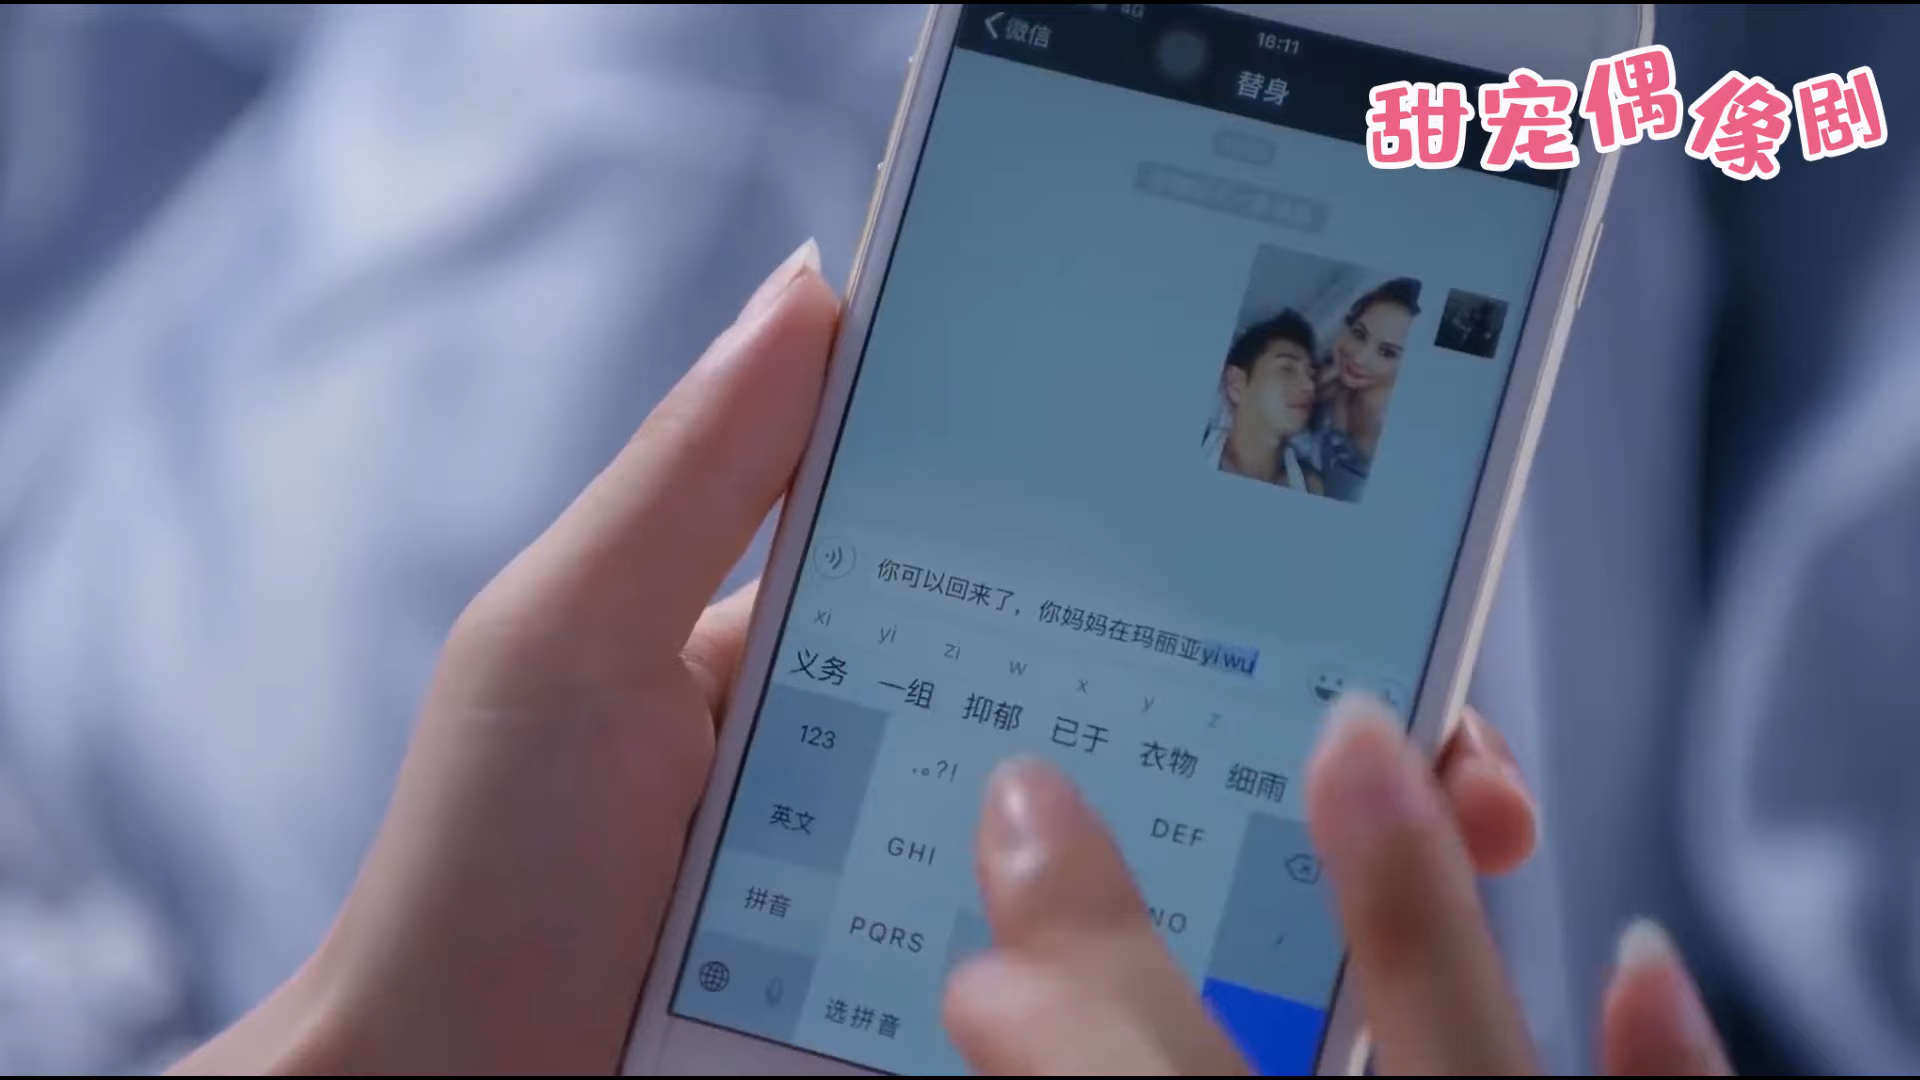 4G
16:11
微信
替身
甜宠偶像剧
你可以回来了，你妈妈在玛丽亚yi wu
xi yi zi w x y z
义务 一组 抑郁 已于 衣物 细雨
123 .。?! DEF
英文 GHI
拼音 PQRS
选拼音